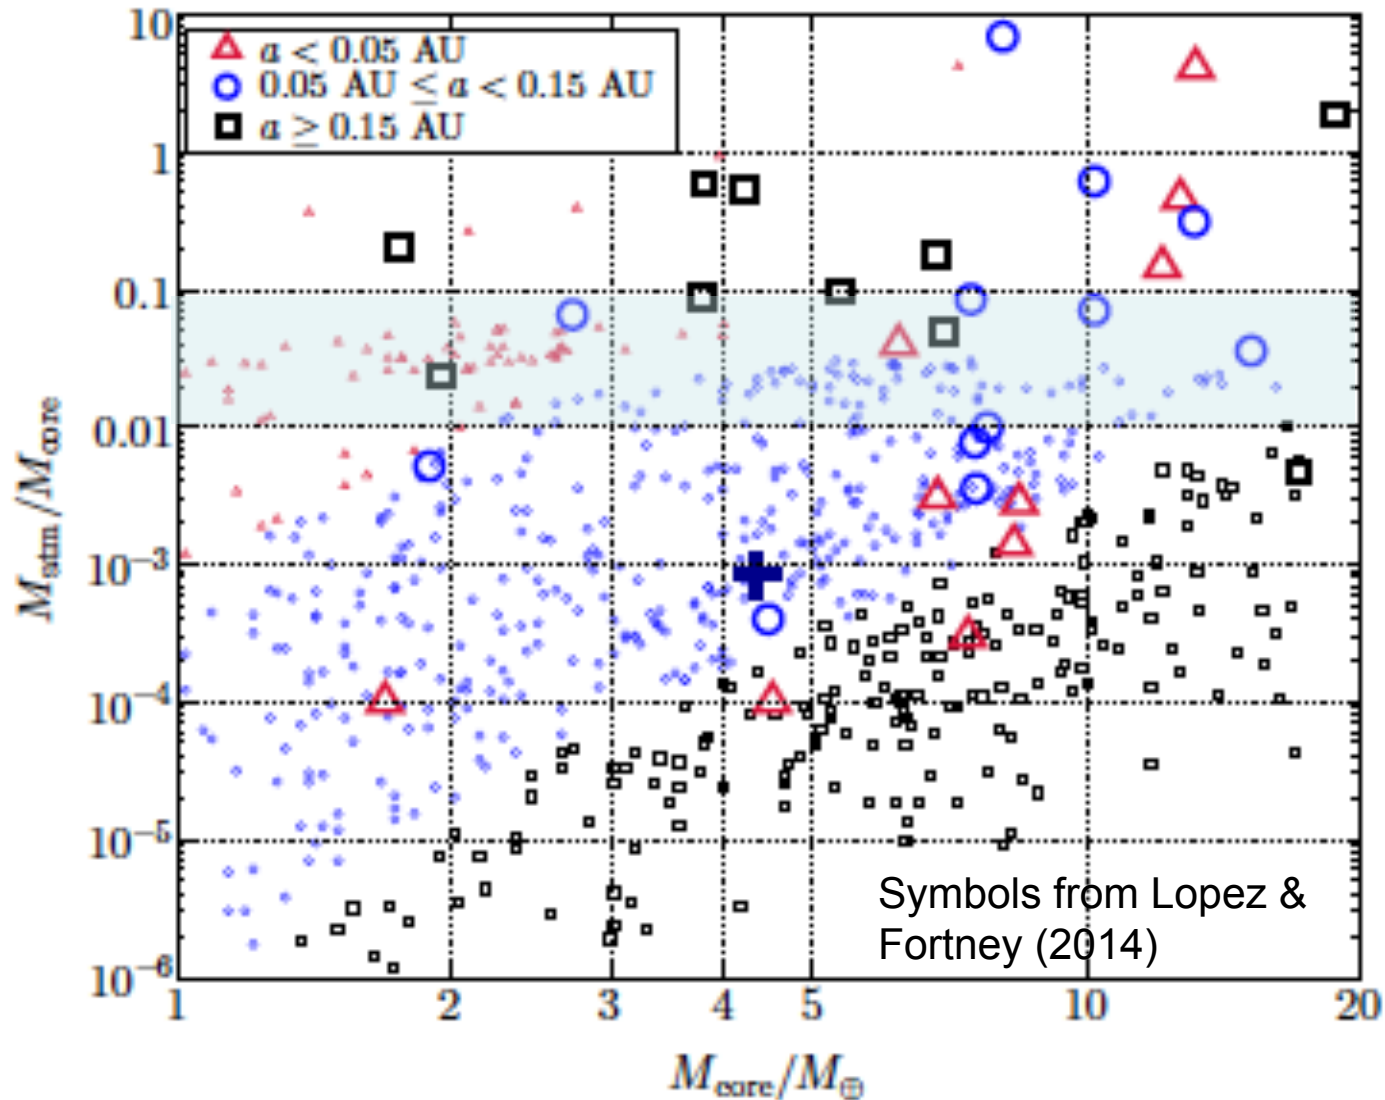 10
a < 0.05 AU
0.05 AU ≤ a < 0.15 AU
a ≥ 0.15 AU
1
0.1
0.01
10⁻³
10⁻⁴
10⁻⁵
10⁻⁶
M_atm/M_core
Symbols from Lopez &
Fortney (2014)
1 2 3 4 5 10 20
M_core/M_⊕